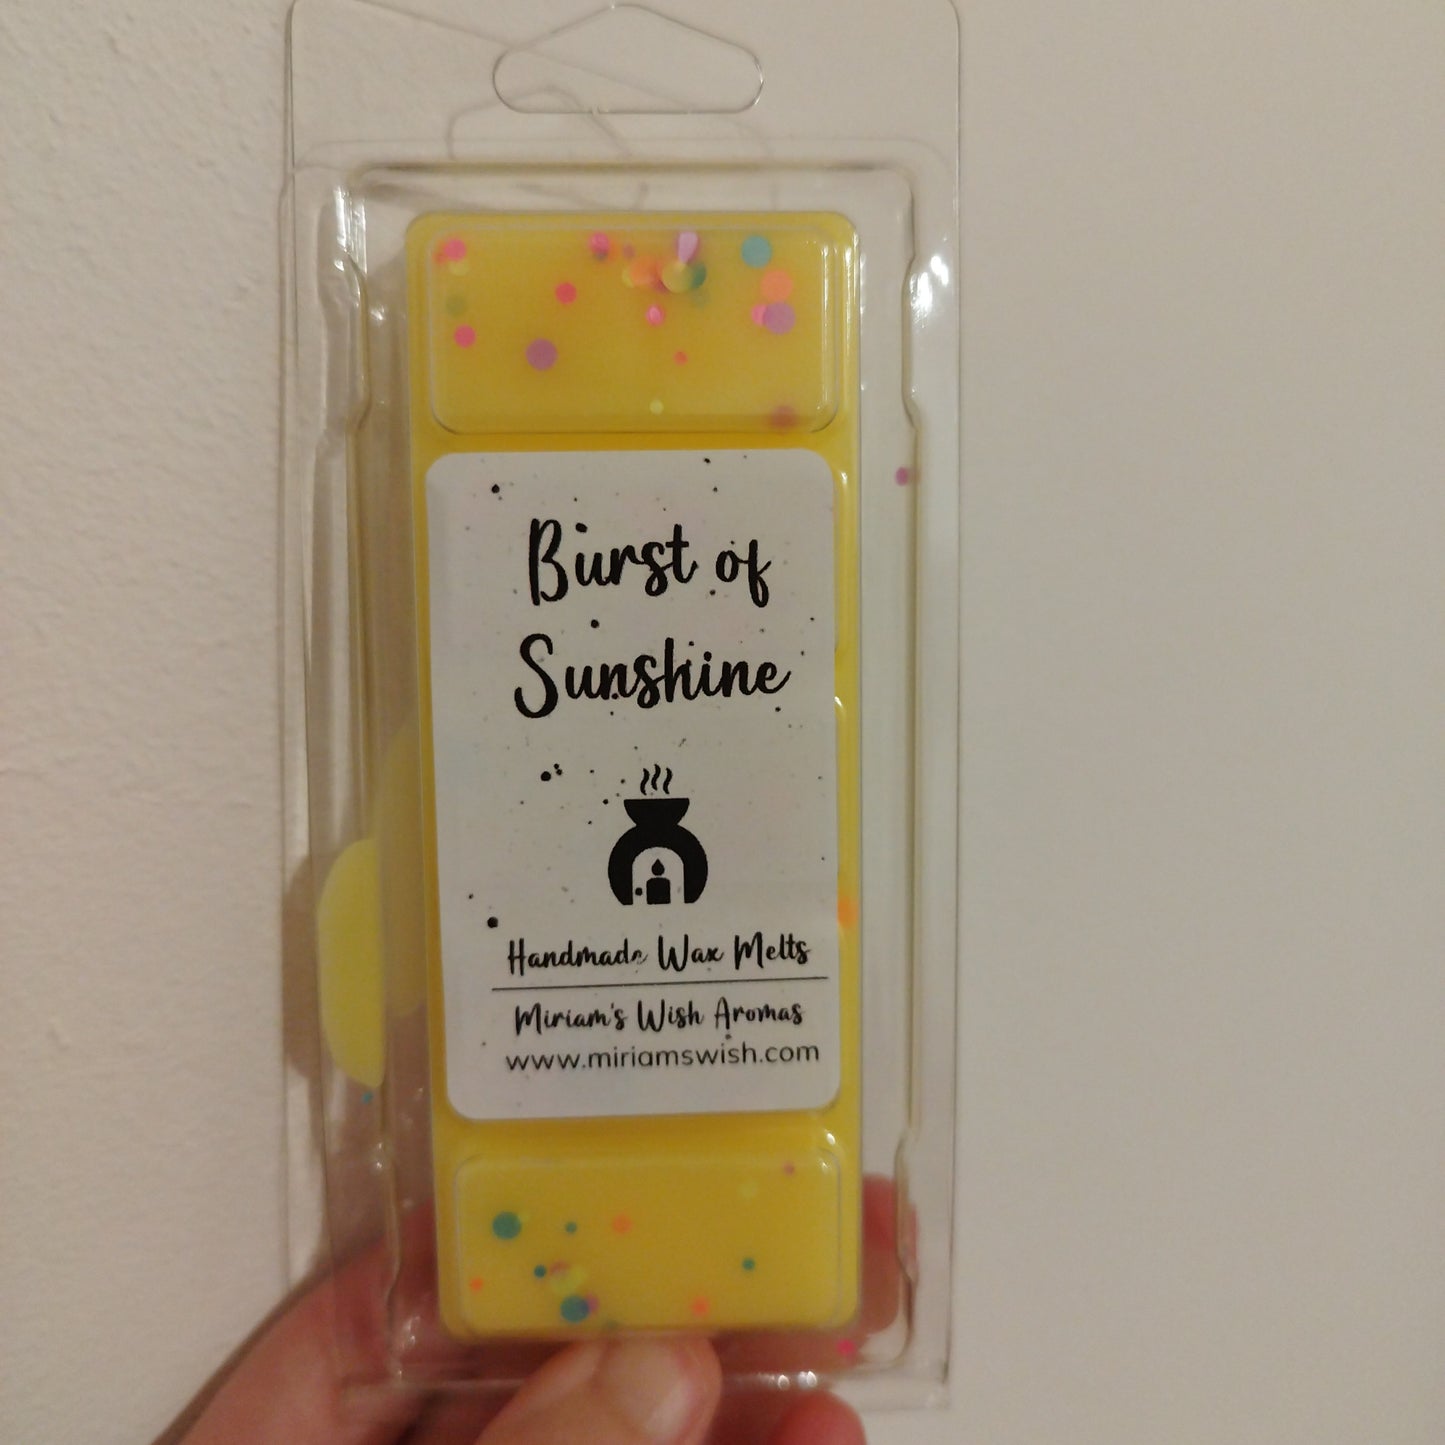 Burst of
Sunshine
Handmade Wax Melts
Miriam's Wish Aromas
www.miriamswish.com